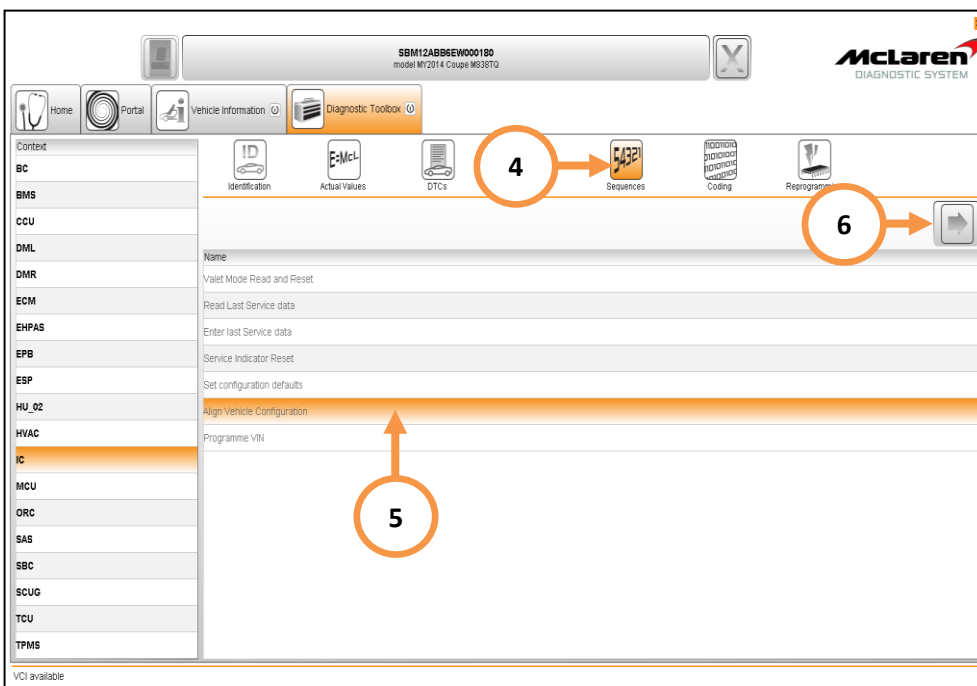 SBM12ABB6EW000180
model MY2014 Coupe M838TQ
McLaren
DIAGNOSTIC SYSTEM
Home
Portal
Vehicle Information
Diagnostic Toolbox
Context
BC
BMS
CCU
DML
DMR
ECM
EHPAS
EPB
ESP
HU_02
HVAC
IC
MCU
ORC
SAS
SBC
SCUG
TCU
TPMS
ID
Identification
E=McL
Actual Values
DTCs
4
54321
Sequences
Coding
6
Name
Valet Mode Read and Reset
Read Last Service data
Enter last Service data
Service Indicator Reset
Set configuration defaults
Align Vehicle Configuration
Programme VIN
5
VCI available